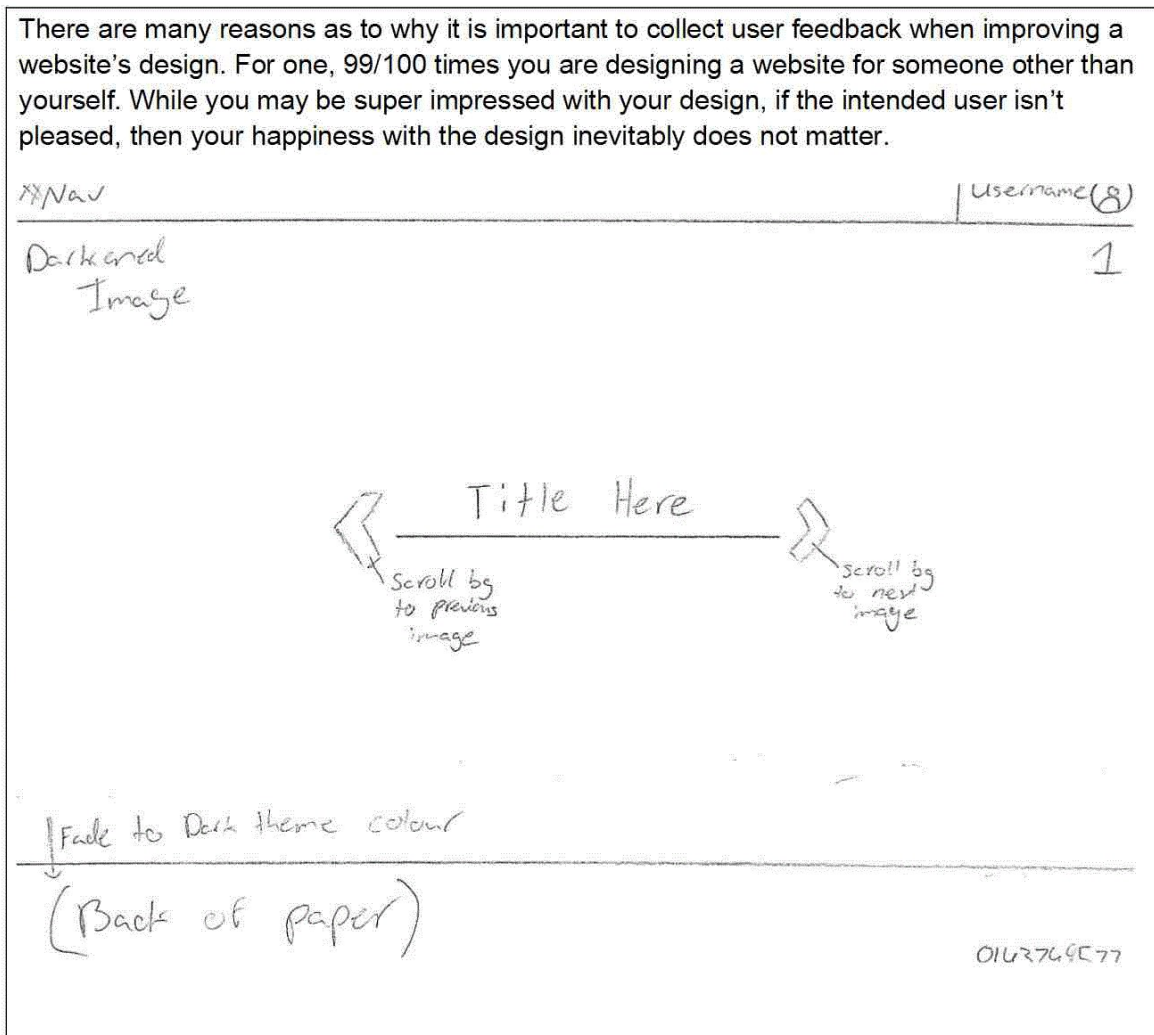 There are many reasons as to why it is important to collect user feedback when improving a
website's design. For one, 99/100 times you are designing a website for someone other than
yourself. While you may be super impressed with your design, if the intended user isn't
pleased, then your happiness with the design inevitably does not matter.
Nav
Username
Darkened
Image
1
Title Here
Scroll bg
to previous
image
Scroll bg
to next
image
Fade to Dark theme colour
(Back of paper)